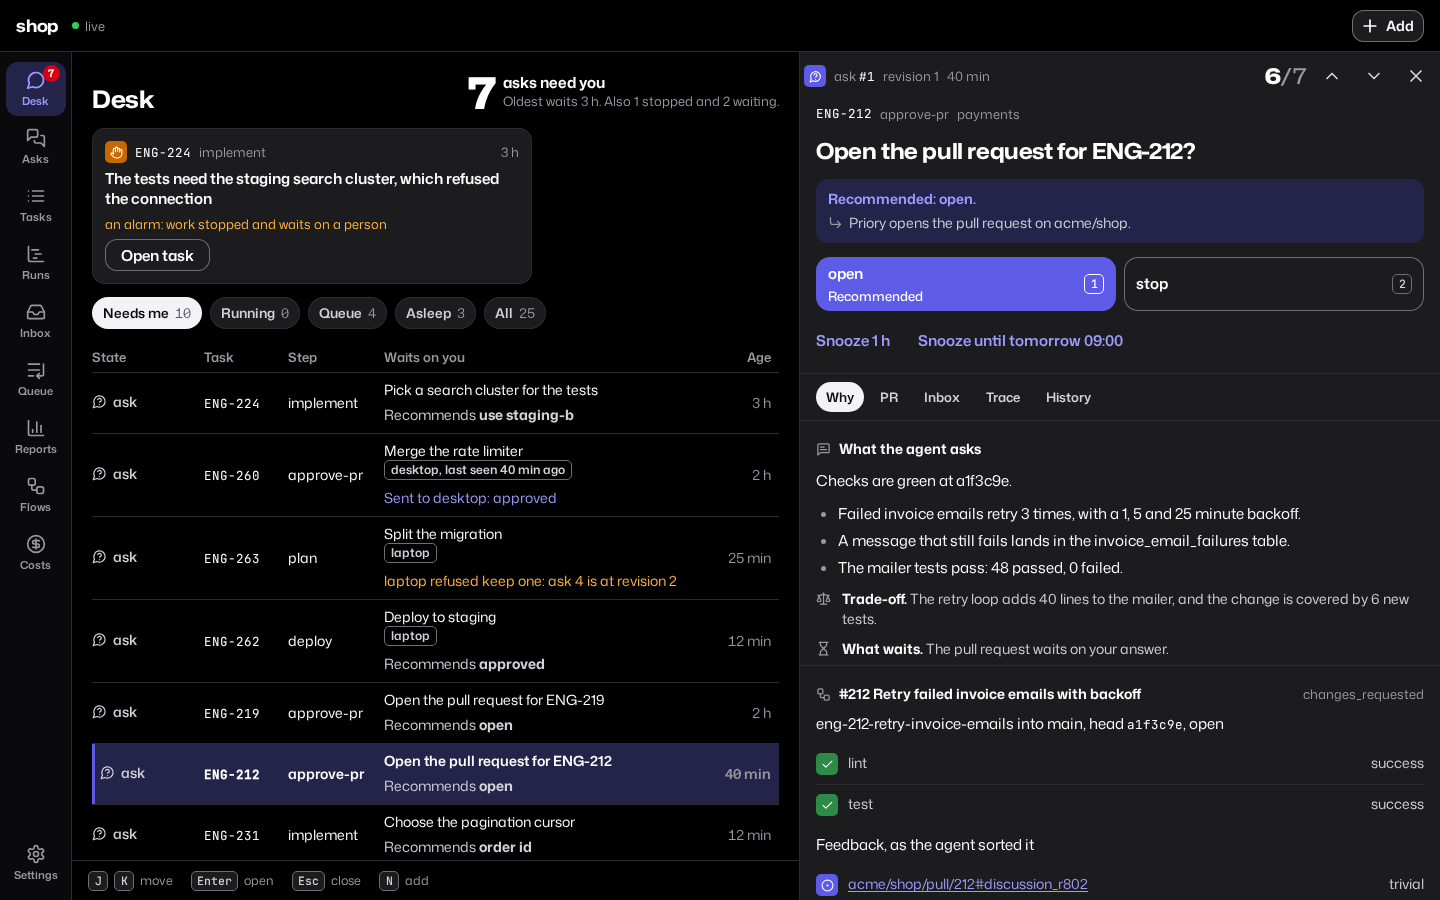 shop
live
Add
7
Desk
Asks
Tasks
Runs
Inbox
Queue
Reports
Flows
Costs
Settings
Desk
7
asks need you
Oldest waits 3 h. Also 1 stopped and 2 waiting.
ENG-224 implement 3 h
The tests need the staging search cluster, which refused
the connection
an alarm: work stopped and waits on a person
Open task
Needs me 10
Running 0
Queue 4
Asleep 3
All 25
State Task Step Waits on you Age
ask ENG-224 implement Pick a search cluster for the tests 3 h
Recommends use staging-b
ask ENG-260 approve-pr Merge the rate limiter 2 h
desktop, last seen 40 min ago
Sent to desktop: approved
ask ENG-263 plan Split the migration 25 min
laptop
laptop refused keep one: ask 4 is at revision 2
ask ENG-262 deploy Deploy to staging 12 min
laptop
Recommends approved
ask ENG-219 approve-pr Open the pull request for ENG-219 2 h
Recommends open
ask ENG-212 approve-pr Open the pull request for ENG-212 40 min
Recommends open
ask ENG-231 implement Choose the pagination cursor 12 min
Recommends order id
J K move Enter open Esc close N add
ask #1 revision 1 40 min
6/7
ENG-212 approve-pr payments
Open the pull request for ENG-212?
Recommended: open.
Priory opens the pull request on acme/shop.
open
Recommended
1
stop
2
Snooze 1 h
Snooze until tomorrow 09:00
Why PR Inbox Trace History
What the agent asks
Checks are green at a1f3c9e.
Failed invoice emails retry 3 times, with a 1, 5 and 25 minute backoff.
A message that still fails lands in the invoice_email_failures table.
The mailer tests pass: 48 passed, 0 failed.
Trade-off. The retry loop adds 40 lines to the mailer, and the change is covered by 6 new
tests.
What waits. The pull request waits on your answer.
#212 Retry failed invoice emails with backoff changes_requested
eng-212-retry-invoice-emails into main, head a1f3c9e, open
lint success
test success
Feedback, as the agent sorted it
acme/shop/pull/212#discussion_r802 trivial